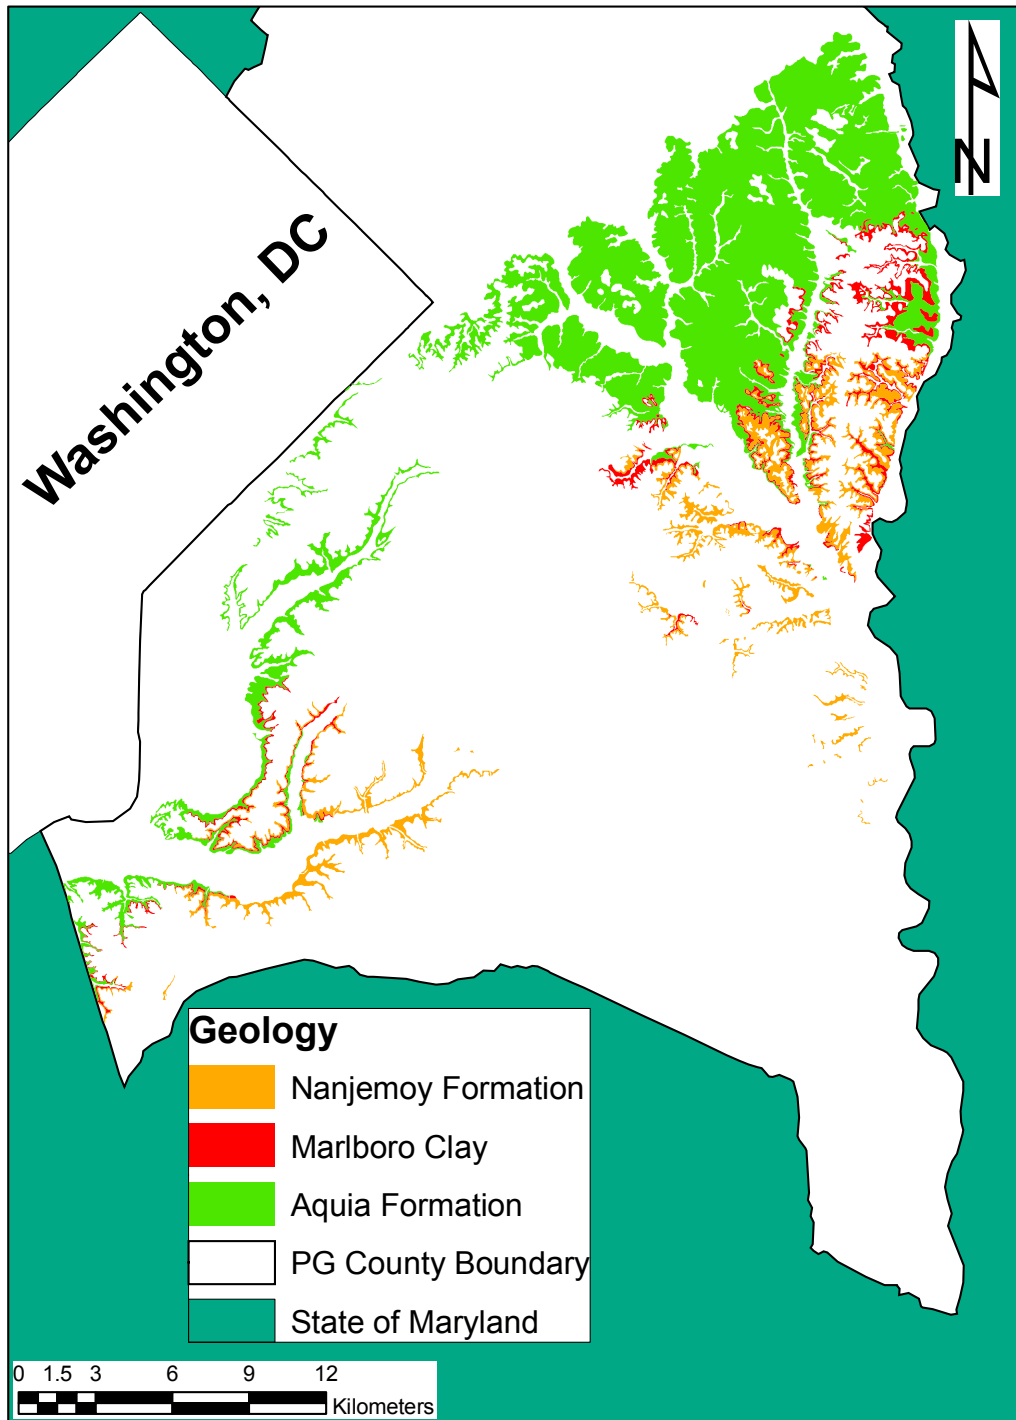 N
Washington, DC
Geology
Nanjemoy Formation
Marlboro Clay
Aquia Formation
PG County Boundary
State of Maryland
0 1.5 3 6 9 12
Kilometers